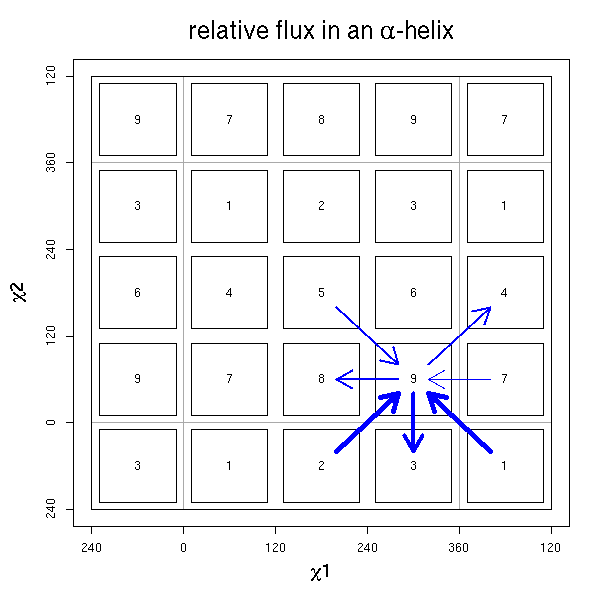 relative flux in an α-helix
120
9 7 8 9 7
360
3 1 2 3 1
240
6 4 5 6 4
χ2
120
9 7 8 9 7
0
3 1 2 3 1
240
240 0 120 240 360 120
χ1